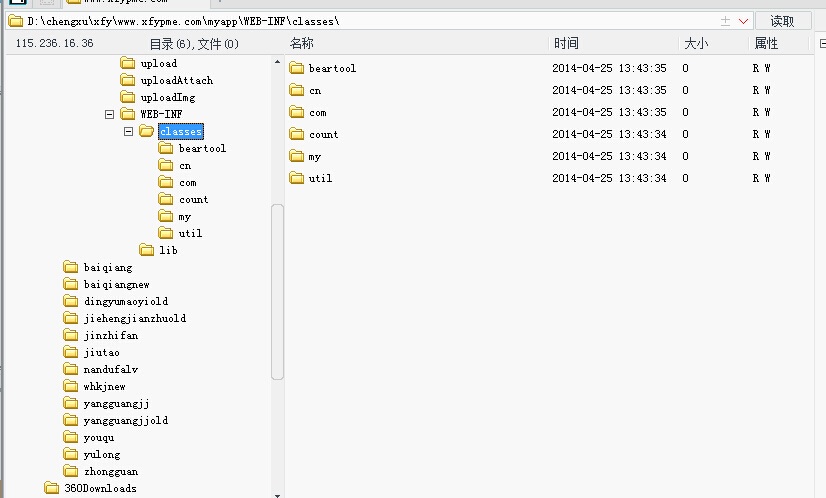 D:\chengxu\xfy\www.xfypme.com\myapp\WEB-INF\classes\ 读取
115.236.16.36 目录(6),文件(0) 名称 时间 大小 属性
upload
uploadAttach
uploadImg
WEB-INF
classes
beartool
cn
com
count
my
util
lib
baiqiang
baiqiangnew
dingyumaoyiold
jiehengjianzhuold
jinzhifan
jiutao
nandufalv
whkjnew
yangguangjj
yangguangjjold
youqu
yulong
zhongguan
360Downloads
beartool 2014-04-25 13:43:35 0 R W
cn 2014-04-25 13:43:35 0 R W
com 2014-04-25 13:43:35 0 R W
count 2014-04-25 13:43:34 0 R W
my 2014-04-25 13:43:34 0 R W
util 2014-04-25 13:43:34 0 R W